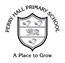 PERRY HALL PRIMARY SCHOOL
A Place to Grow